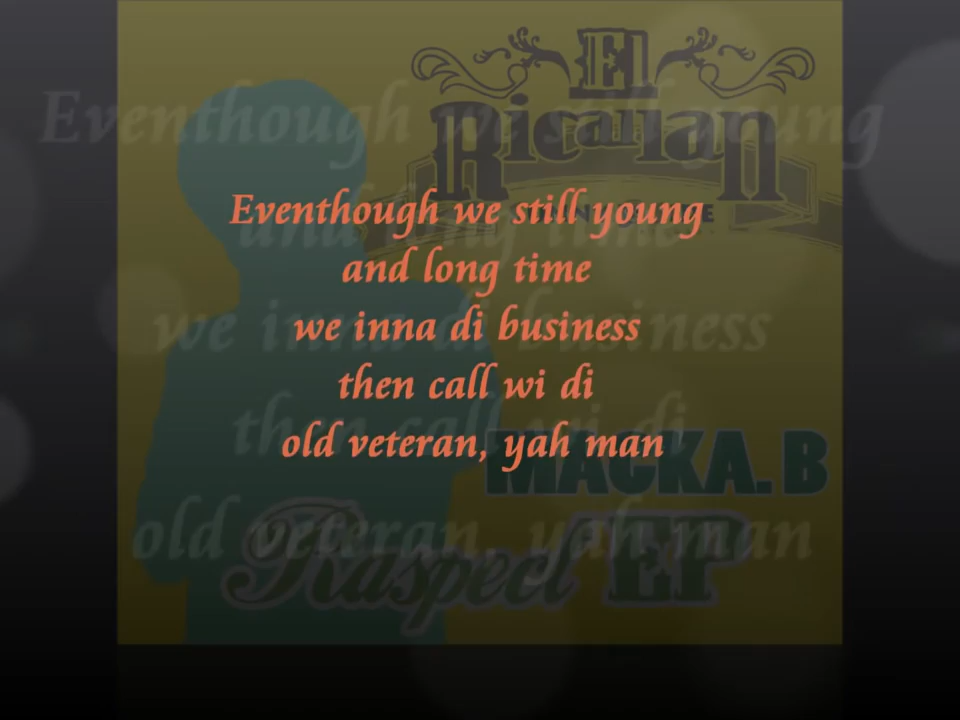 El
Ricaılan
Eventhough we still young
and long time
we inna di business
then call wi di
old veteran, yah man
MACKA. B
Raspect EP